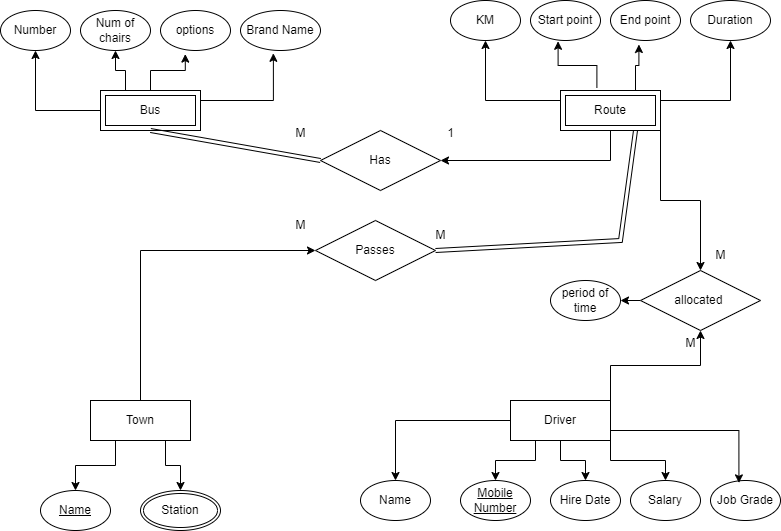 Number
Num of
chairs
options
Brand Name
KM
Start point
End point
Duration
Bus
Route
M
Has
1
M
Passes
M
M
period of
time
allocated
M
Town
Driver
Name
Station
Name
Mobile
Number
Hire Date
Salary
Job Grade